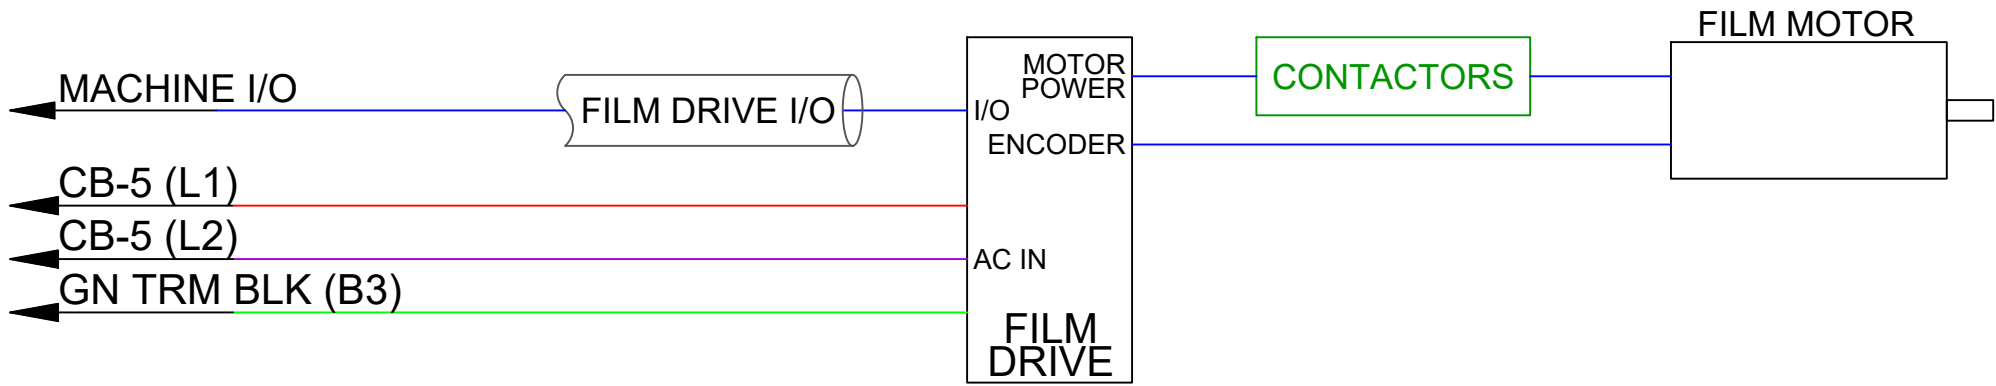 FILM MOTOR
MACHINE I/O
FILM DRIVE I/O
I/O
MOTOR
POWER
CONTACTORS
ENCODER
CB-5 (L1)
CB-5 (L2)
AC IN
GN TRM BLK (B3)
FILM
DRIVE